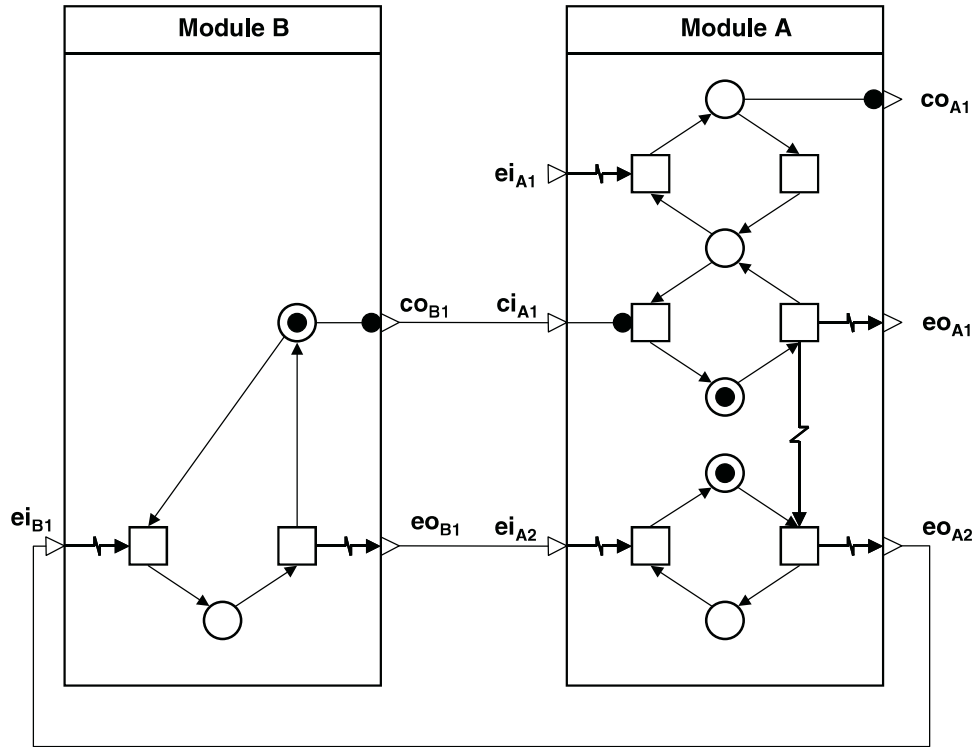 Module B
Module A
coA1
eiA1
coB1
ciA1
eoA1
eiB1
eoB1
eiA2
eoA2